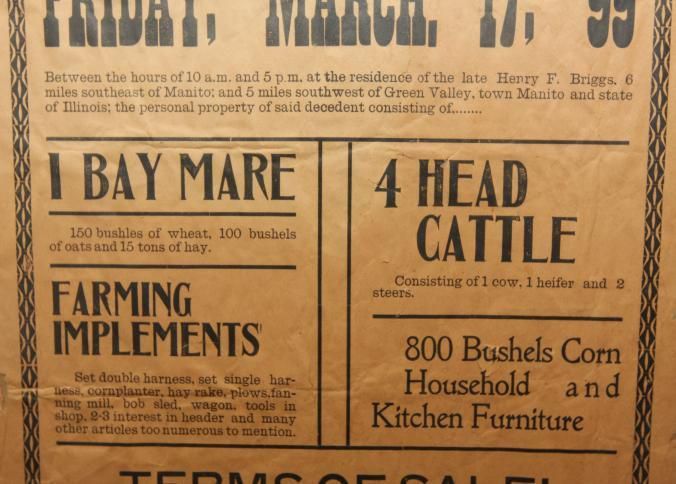 FRIDAY, MARCH, 17, 99
Between the hours of 10 a.m. and 5 p.m. at the residence of the late Henry F. Briggs, 6
miles southeast of Manito; and 5 miles southwest of Green Valley, town Manito and state
of Illinois; the personal property of said decedent consisting of.......
1 BAY MARE
150 bushles of wheat, 100 bushels
of oats and 15 tons of hay.
FARMING
IMPLEMENTS
Set double harness, set single har-
ness, cornplanter, hay rake, plows,fan-
ning mill, bob sled, wagon, tools in
shop, 2-3 interest in header and many
other articles too numerous to mention.
4 HEAD
CATTLE
Consisting of 1 cow, 1 heifer and 2
steers.
800 Bushels Corn
Household and
Kitchen Furniture
TERMS OF SALE!